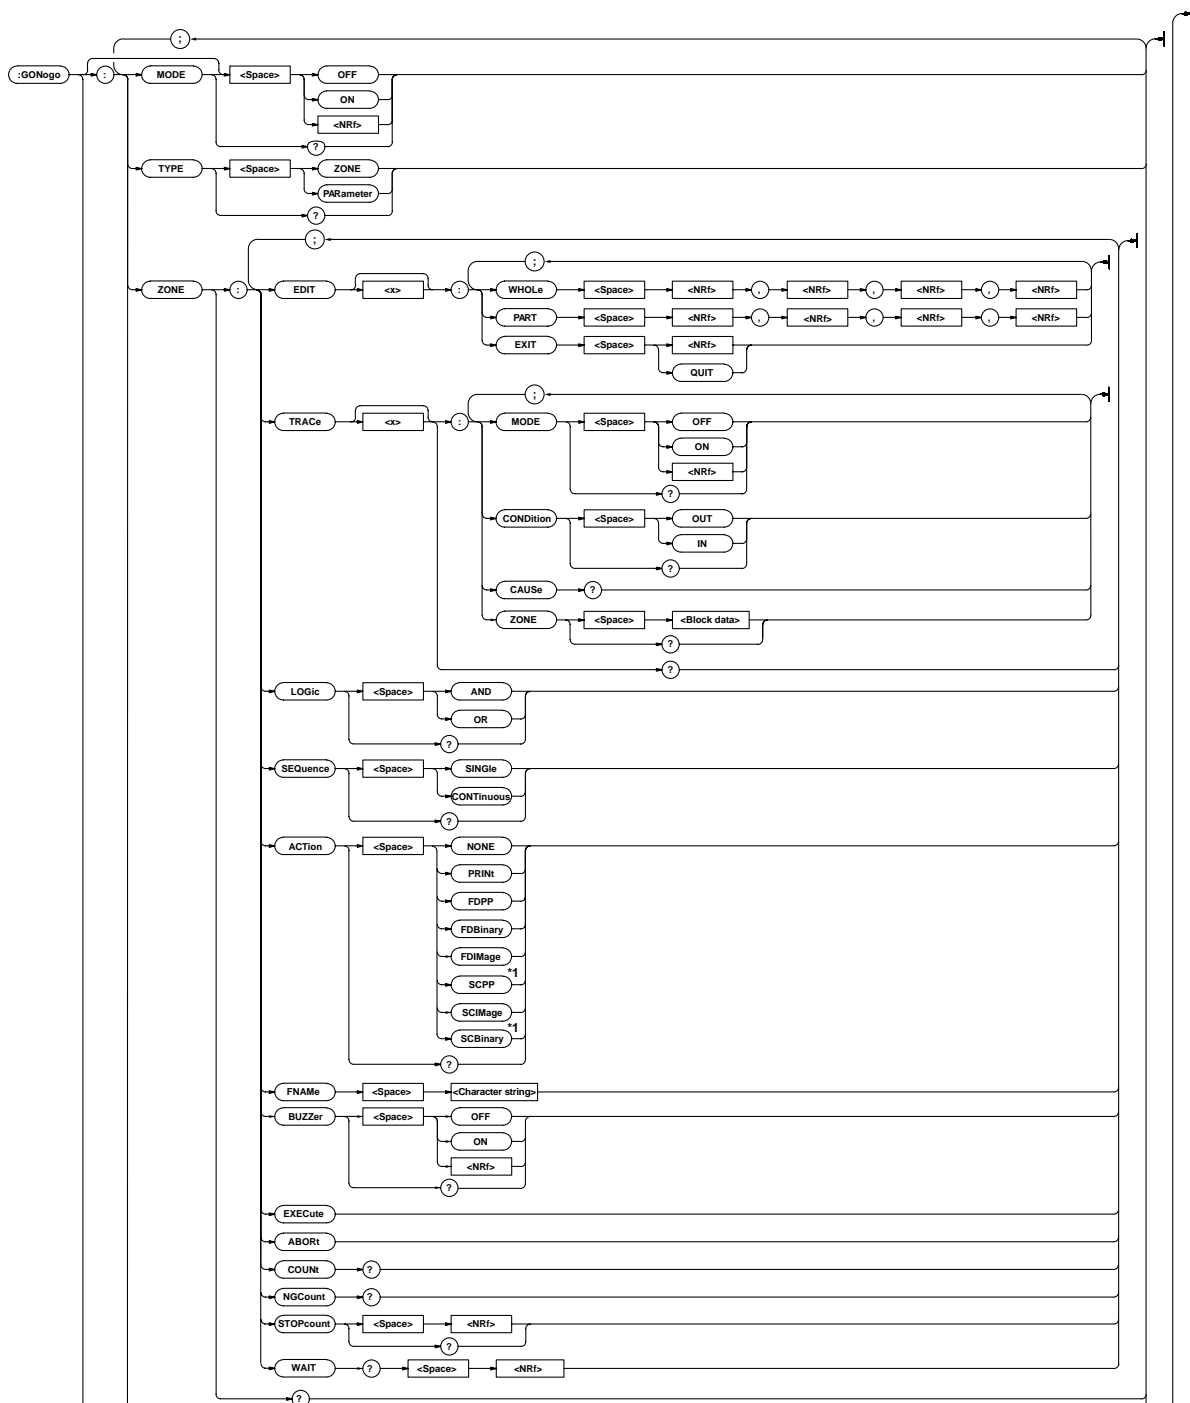 ;
:GONogo : MODE <Space> OFF
ON
<NRf>
?
TYPE <Space> ZONE
PARameter
?
;
;
ZONE : EDIT <x> : WHOLe <Space> <NRf> , <NRf> , <NRf> , <NRf>
PART <Space> <NRf> , <NRf> , <NRf> , <NRf>
EXIT <Space> <NRf>
QUIT
;
TRACe <x> : MODE <Space> OFF
ON
<NRf>
?
CONDition <Space> OUT
IN
?
CAUSe ?
ZONE <Space> <Block data>
?
?
LOGic <Space> AND
OR
?
SEQuence <Space> SINGle
CONTinuous
?
ACTion <Space> NONE
PRINt
FDPP
FDBinary
FDIMage
SCPP *1
SCIMage
SCBinary *1
?
FNAMe <Space> <Character string>
BUZZer <Space> OFF
ON
<NRf>
?
EXECute
ABORt
COUNt ?
NGCount ?
STOPcount <Space> <NRf>
?
WAIT ? <Space> <NRf>
?